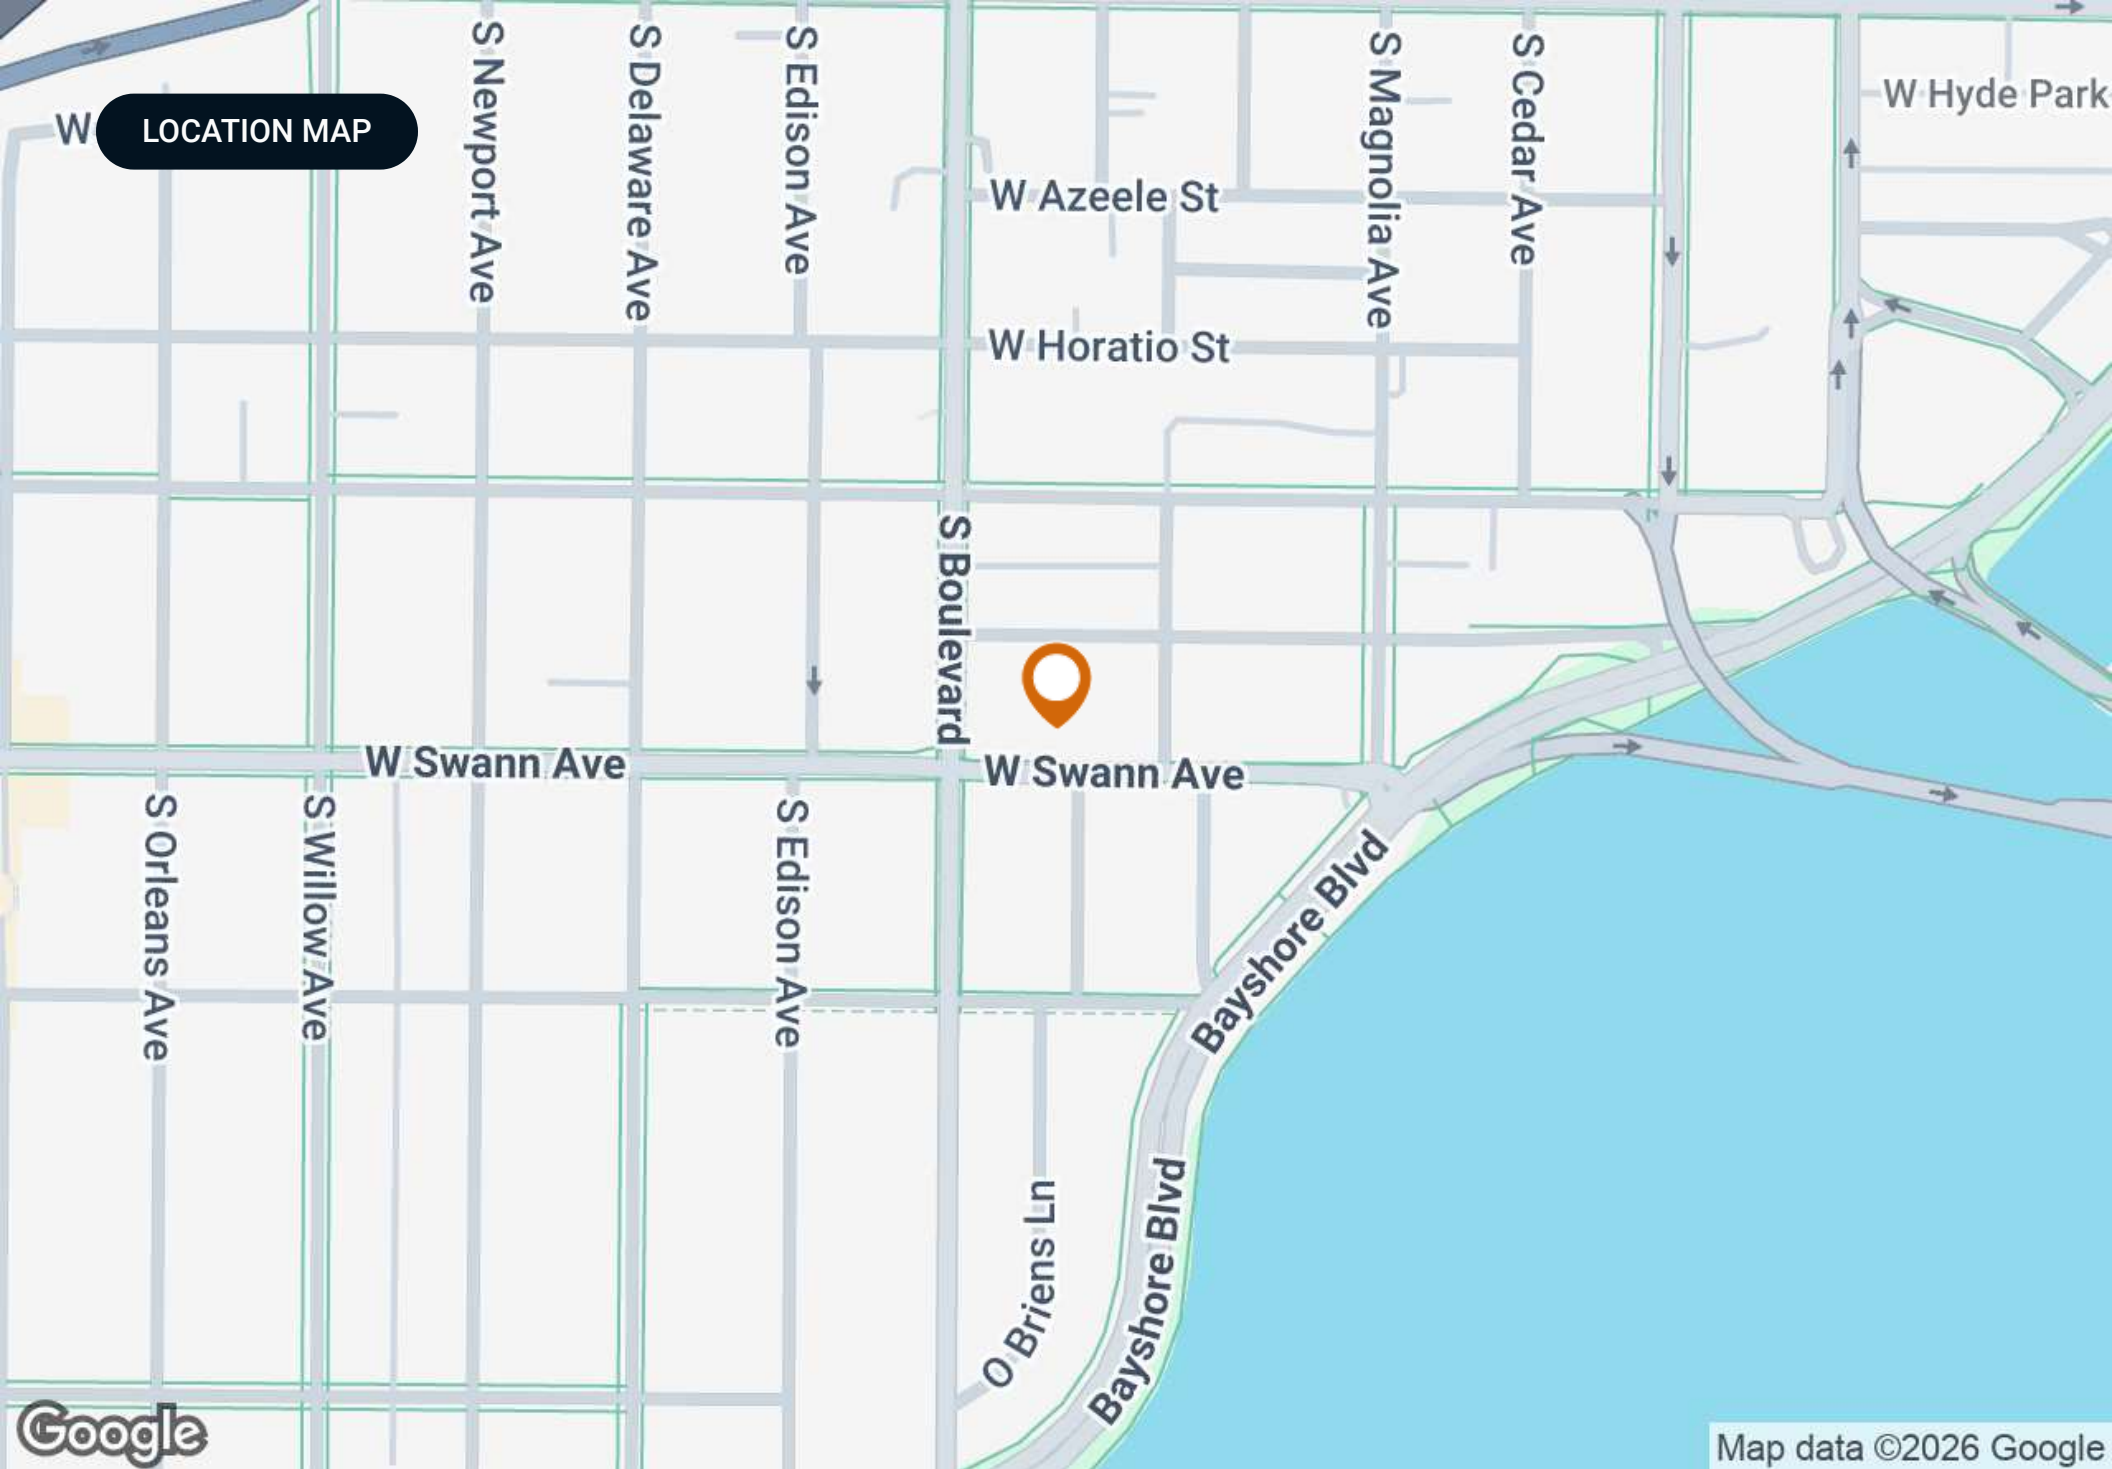 S Newport Ave
S Delaware Ave
S Edison Ave
S Magnolia Ave
S Cedar Ave
W Hyde Park
W
LOCATION MAP
W Azeele St
W Horatio St
S Boulevard
W Swann Ave
W Swann Ave
S Orleans Ave
S Willow Ave
S Edison Ave
Bayshore Blvd
O Briens Ln
Bayshore Blvd
Google
Map data ©2026 Google